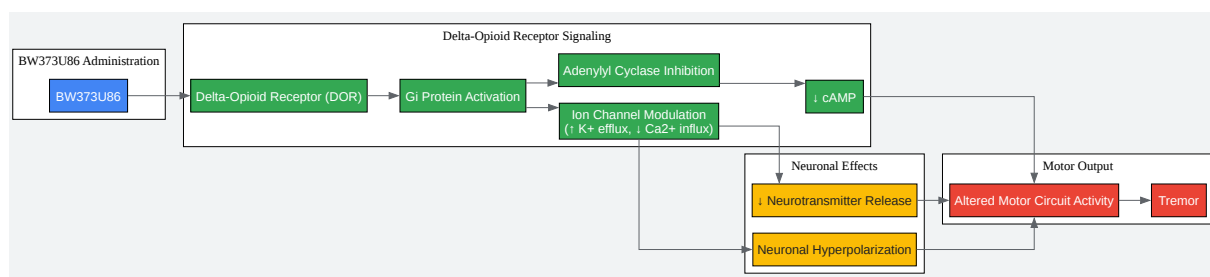 Delta-Opioid Receptor Signaling
BW373U86 Administration
BW373U86
Delta-Opioid Receptor (DOR)
Gi Protein Activation
Adenylyl Cyclase Inhibition
Ion Channel Modulation
(↑ K+ efflux, ↓ Ca2+ influx)
↓ cAMP
Neuronal Effects
↓ Neurotransmitter Release
Neuronal Hyperpolarization
Motor Output
Altered Motor Circuit Activity
Tremor